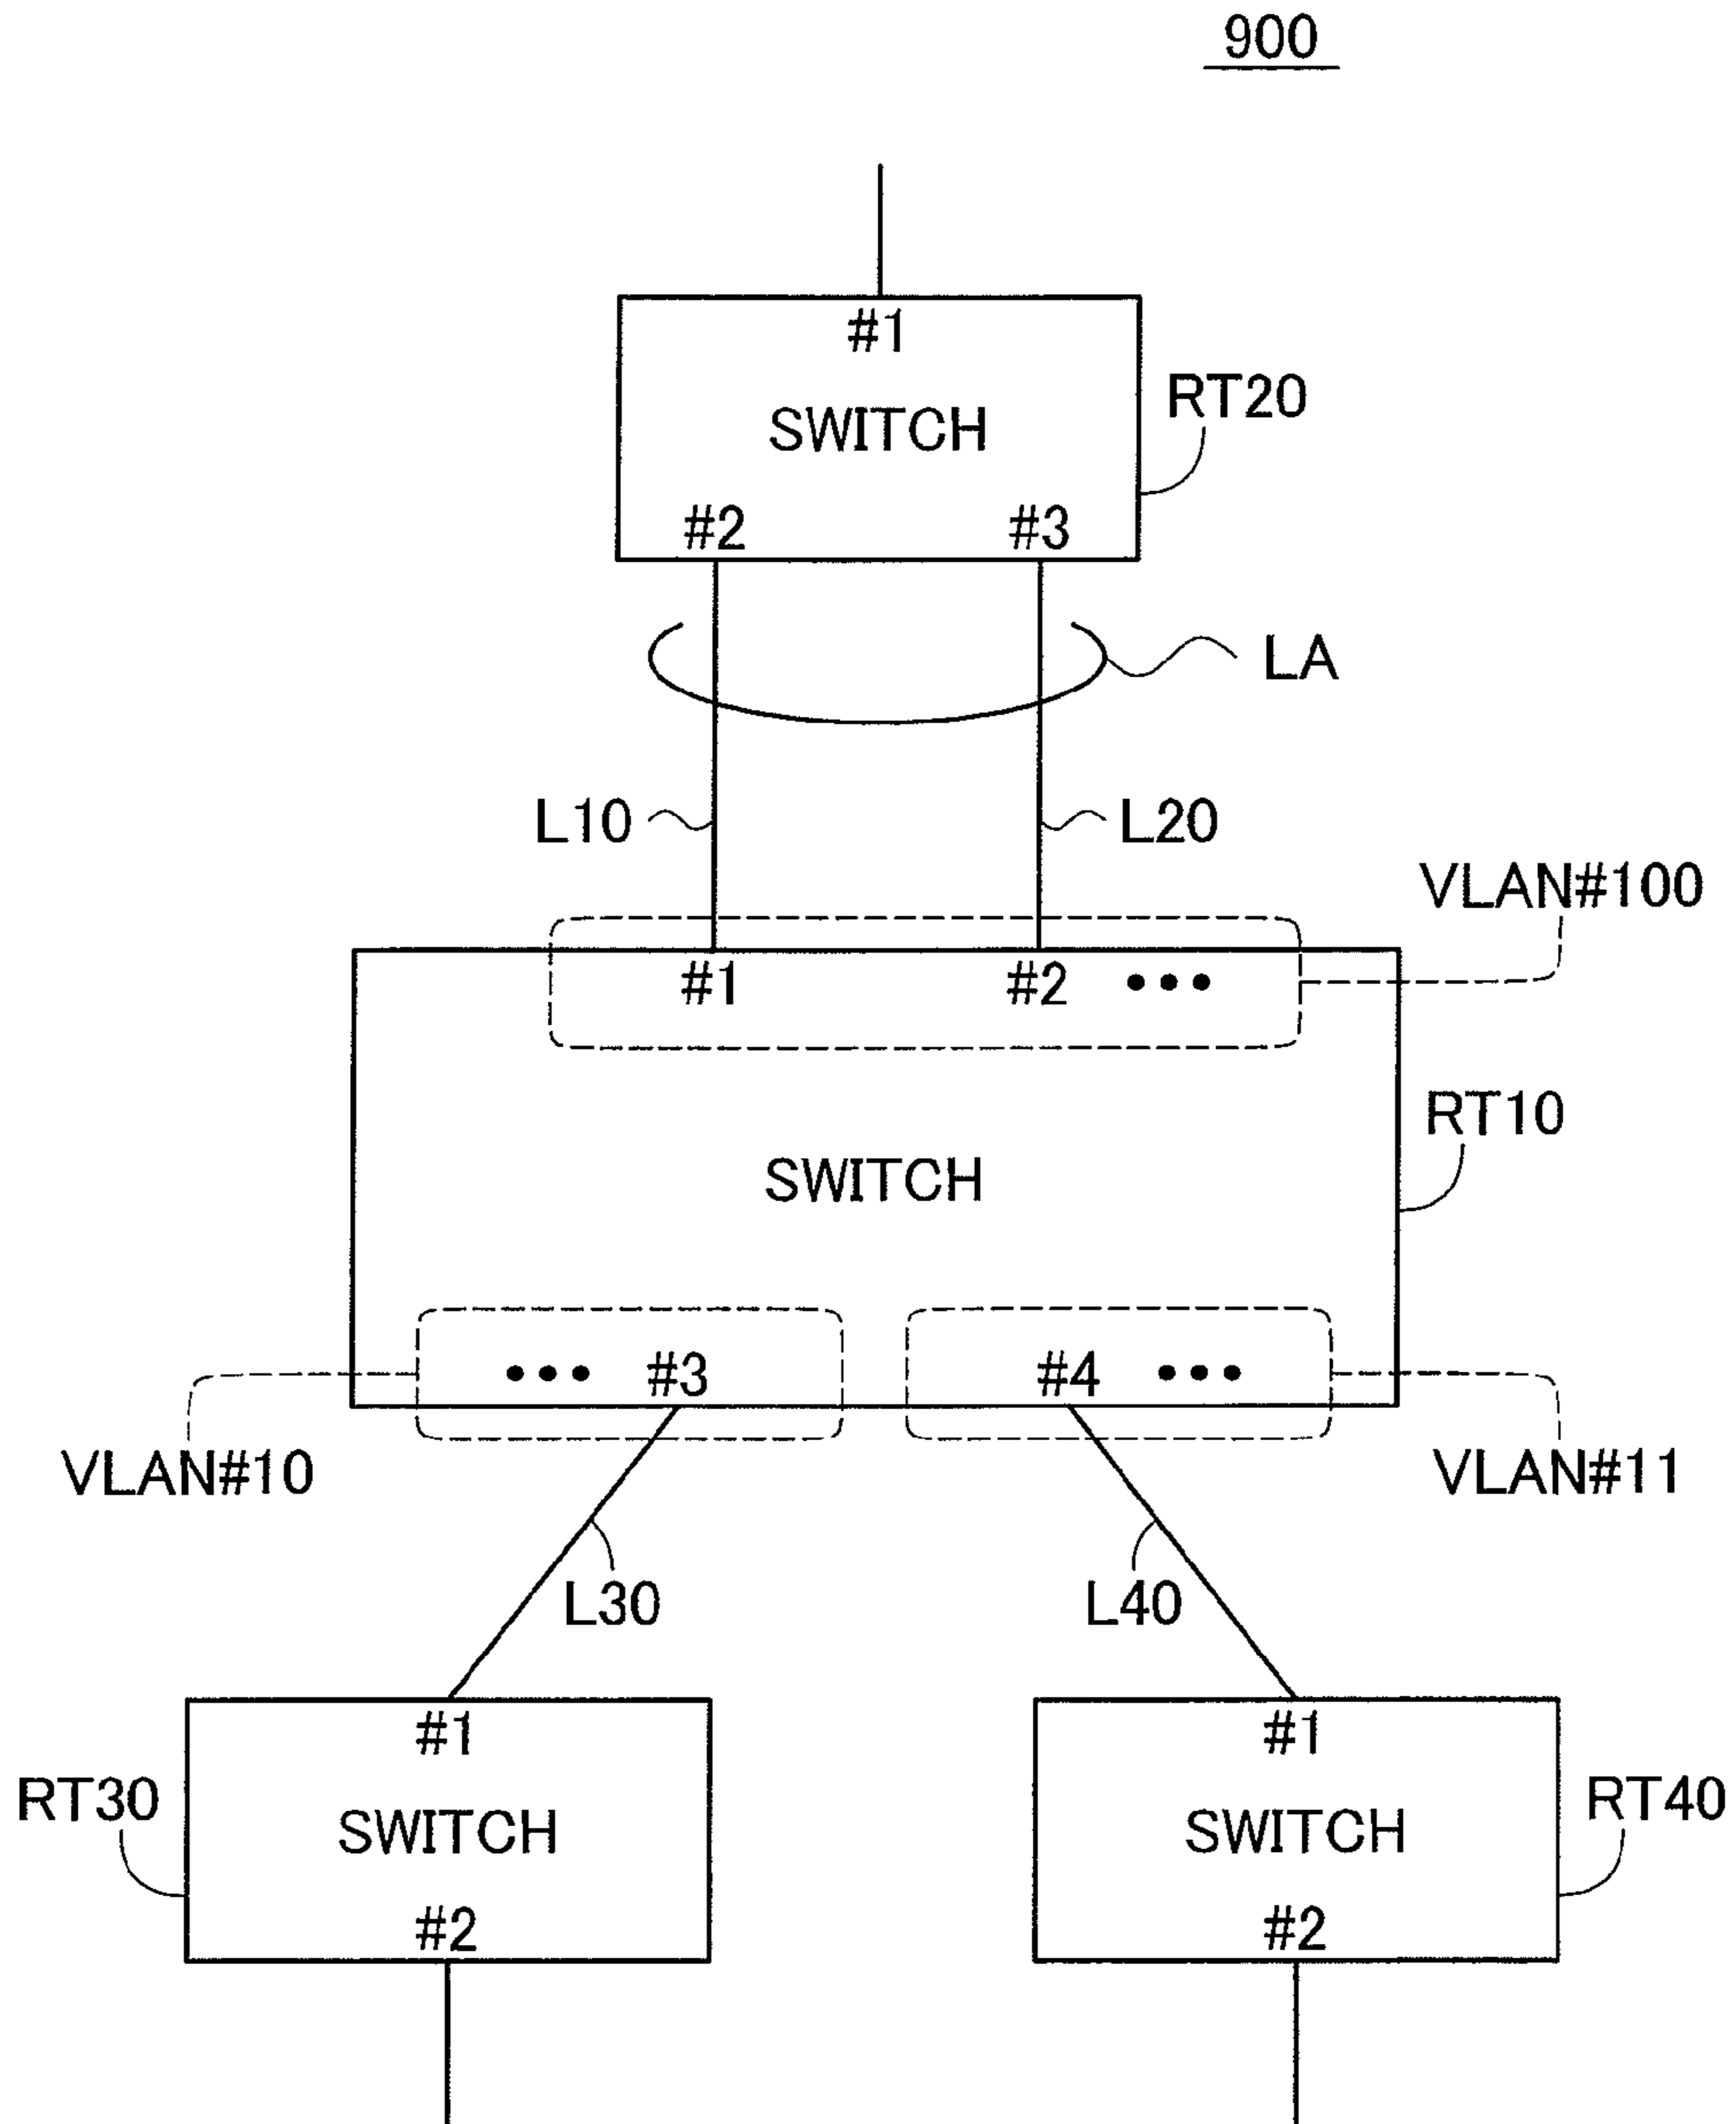 900
#1
SWITCH
RT20
#2 #3
LA
L10 L20
VLAN#100
#1 #2 •••
RT10
SWITCH
••• #3 #4 •••
VLAN#10 VLAN#11
L30 L40
#1 #1
RT30 SWITCH SWITCH RT40
#2 #2